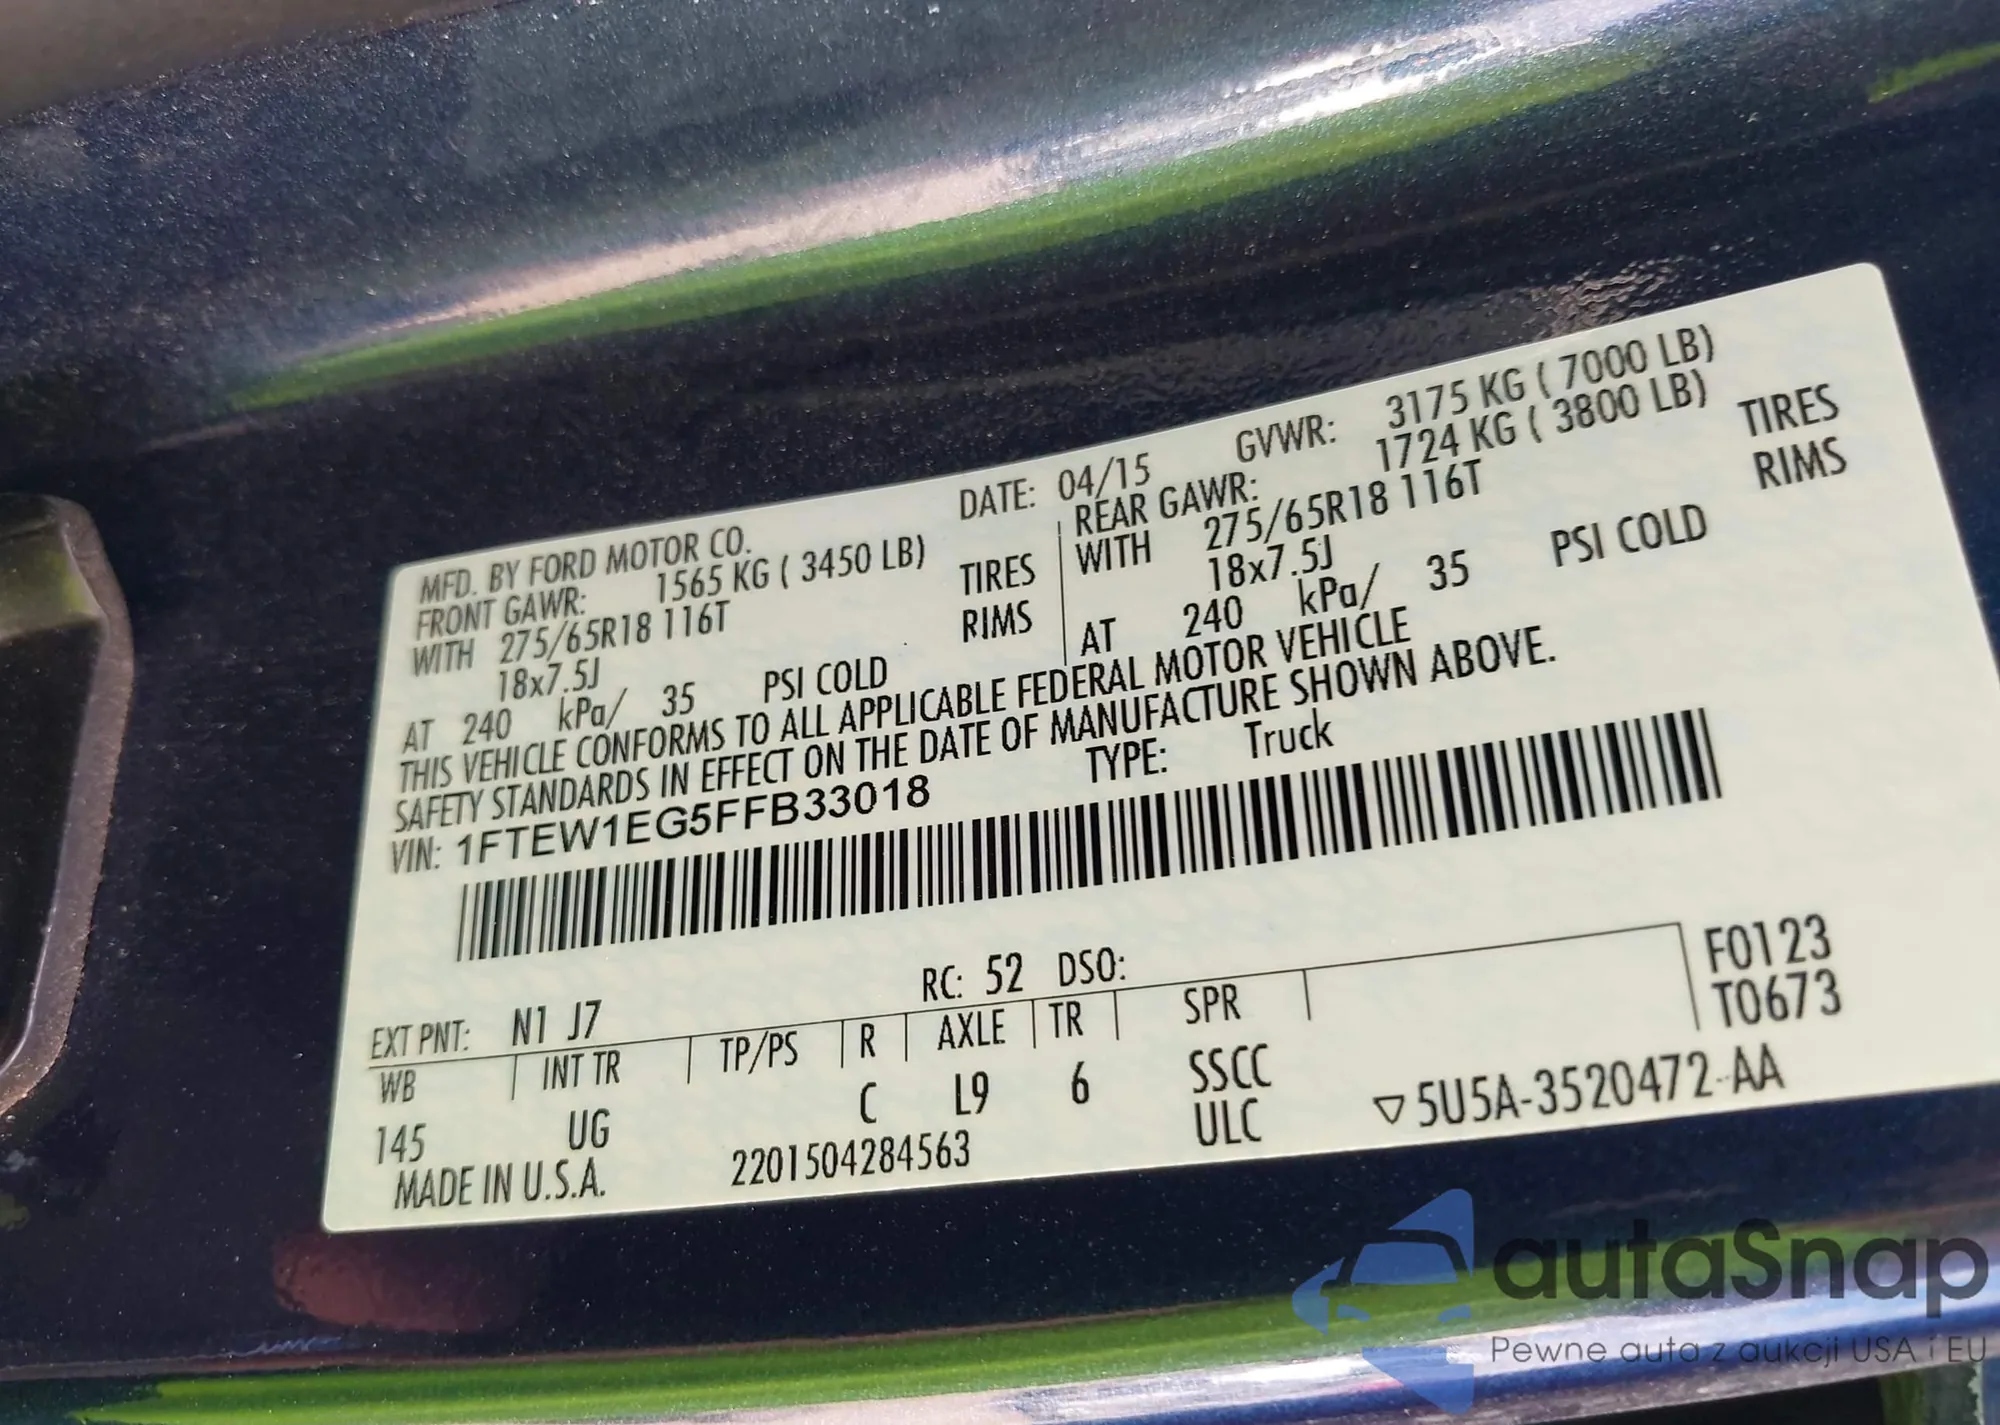 MFD. BY FORD MOTOR CO.
DATE: 04/15
GVWR: 3175 KG ( 7000 LB)
FRONT GAWR: 1565 KG ( 3450 LB)
REAR GAWR: 1724 KG ( 3800 LB)
WITH 275/65R18 116T TIRES
WITH 275/65R18 116T TIRES
18x7.5J RIMS
18x7.5J RIMS
AT 240 kPa/ 35 PSI COLD
AT 240 kPa/ 35 PSI COLD
THIS VEHICLE CONFORMS TO ALL APPLICABLE FEDERAL MOTOR VEHICLE
SAFETY STANDARDS IN EFFECT ON THE DATE OF MANUFACTURE SHOWN ABOVE.
VIN: 1FTEW1EG5FFB33018
TYPE: Truck
EXT PNT: N1 J7
RC: 52 DSO:
F0123
T0673
WB INT TR TP/PS R AXLE TR SPR
145 UG C L9 6 SSCC
ULC
MADE IN U.S.A.
2201504284563
▽5U5A-3520472-AA
autaSnap
Pewne auta z aukcji USA i EU